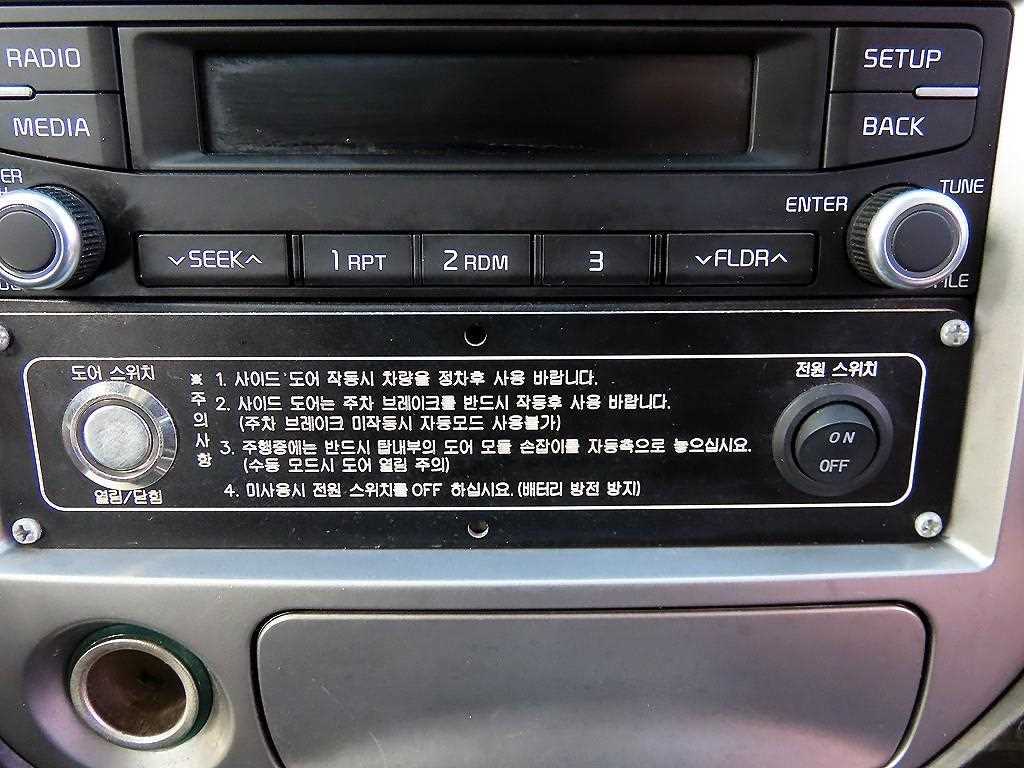 RADIO
SETUP
MEDIA
BACK
TUNE
ENTER
SEEK
1 RPT
2 RDM
3
FLDR
도어 스위치
열림/닫힘
※ 주의사항
1. 사이드 도어 작동시 차량을 정차후 사용 바랍니다.
2. 사이드 도어는 주차 브레이크를 반드시 작동후 사용 바랍니다.
(주차 브레이크 미작동시 자동모드 사용불가)
3. 주행중에는 반드시 탑내부의 도어 모듈 손잡이를 자동측으로 놓으십시요.
(수동 모드시 도어 열림 주의)
4. 미사용시 전원 스위치를 OFF 하십시요.(배터리 방전 방지)
전원 스위치
ON
OFF